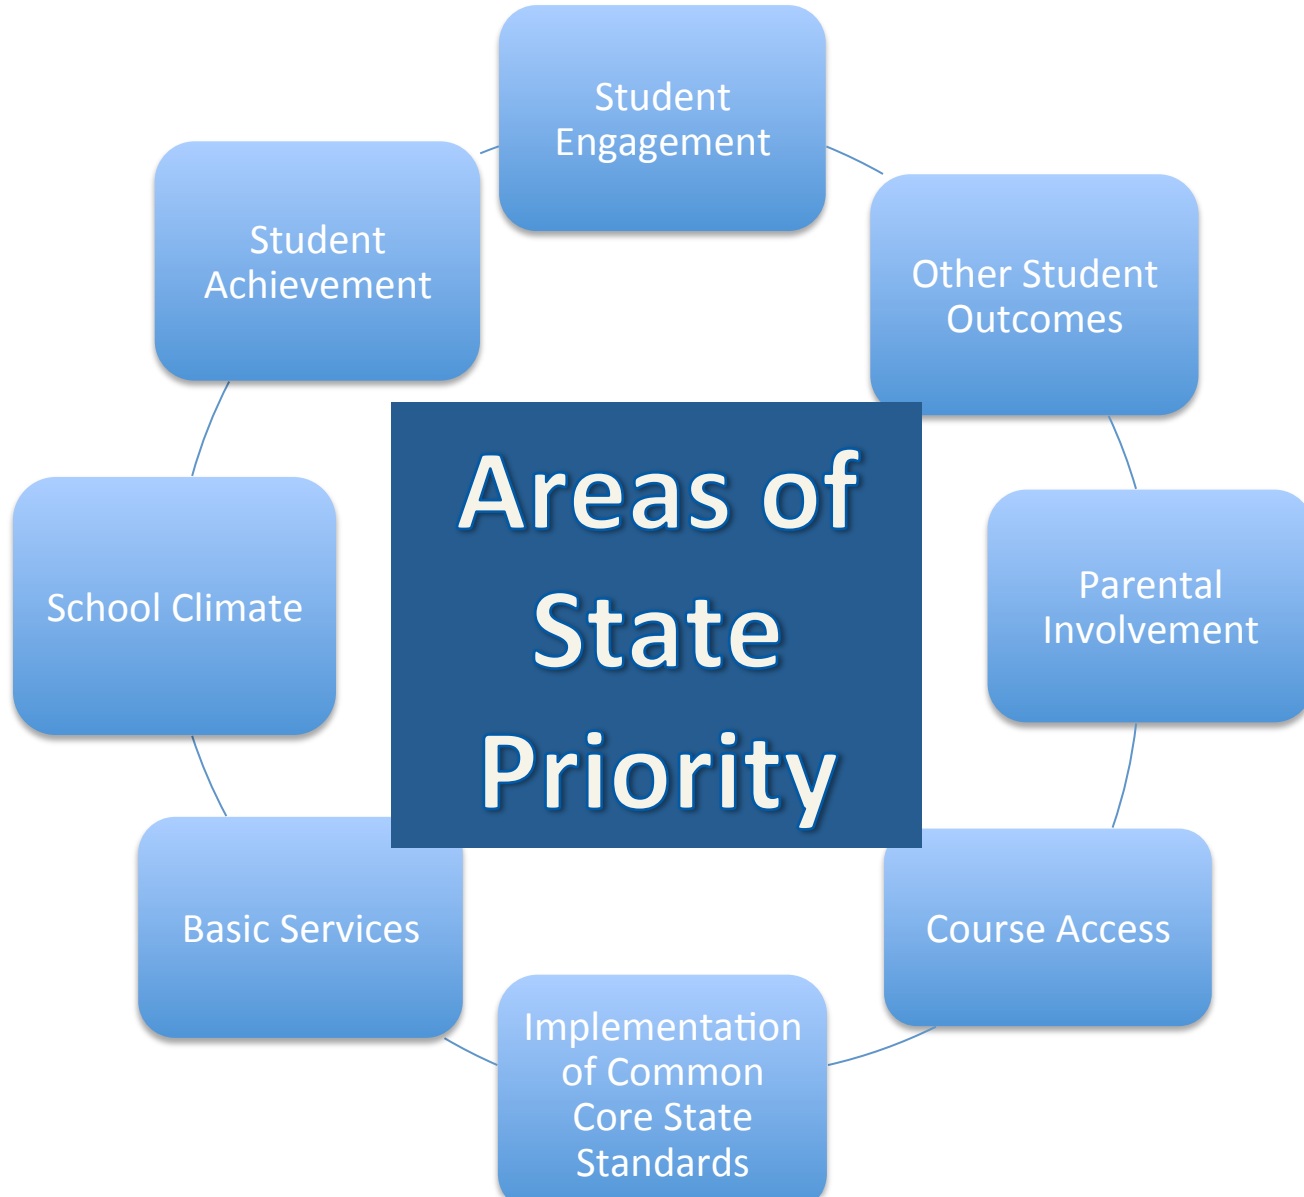 Student
Engagement
Student
Achievement
Other Student
Outcomes
Areas of
State
Priority
School Climate
Parental
Involvement
Basic Services
Course Access
Implementation
of Common
Core State
Standards